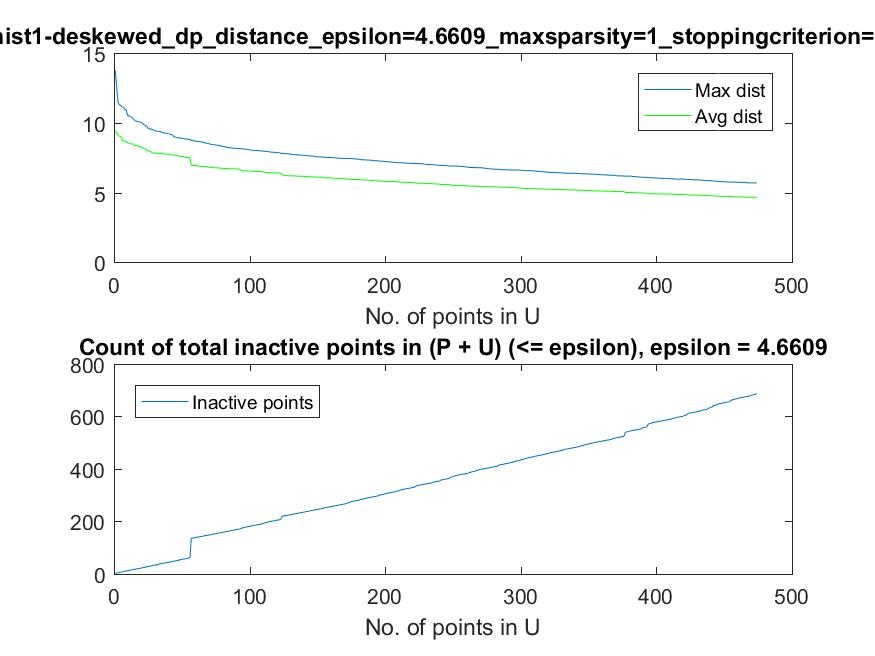 nist1-deskewed_dp_distance_epsilon=4.6609_maxsparsity=1_stoppingcriterion=
15
10
5
0
Max dist
Avg dist
0 100 200 300 400 500
No. of points in U
Count of total inactive points in (P + U) (<= epsilon), epsilon = 4.6609
800
600
400
200
0
Inactive points
0 100 200 300 400 500
No. of points in U